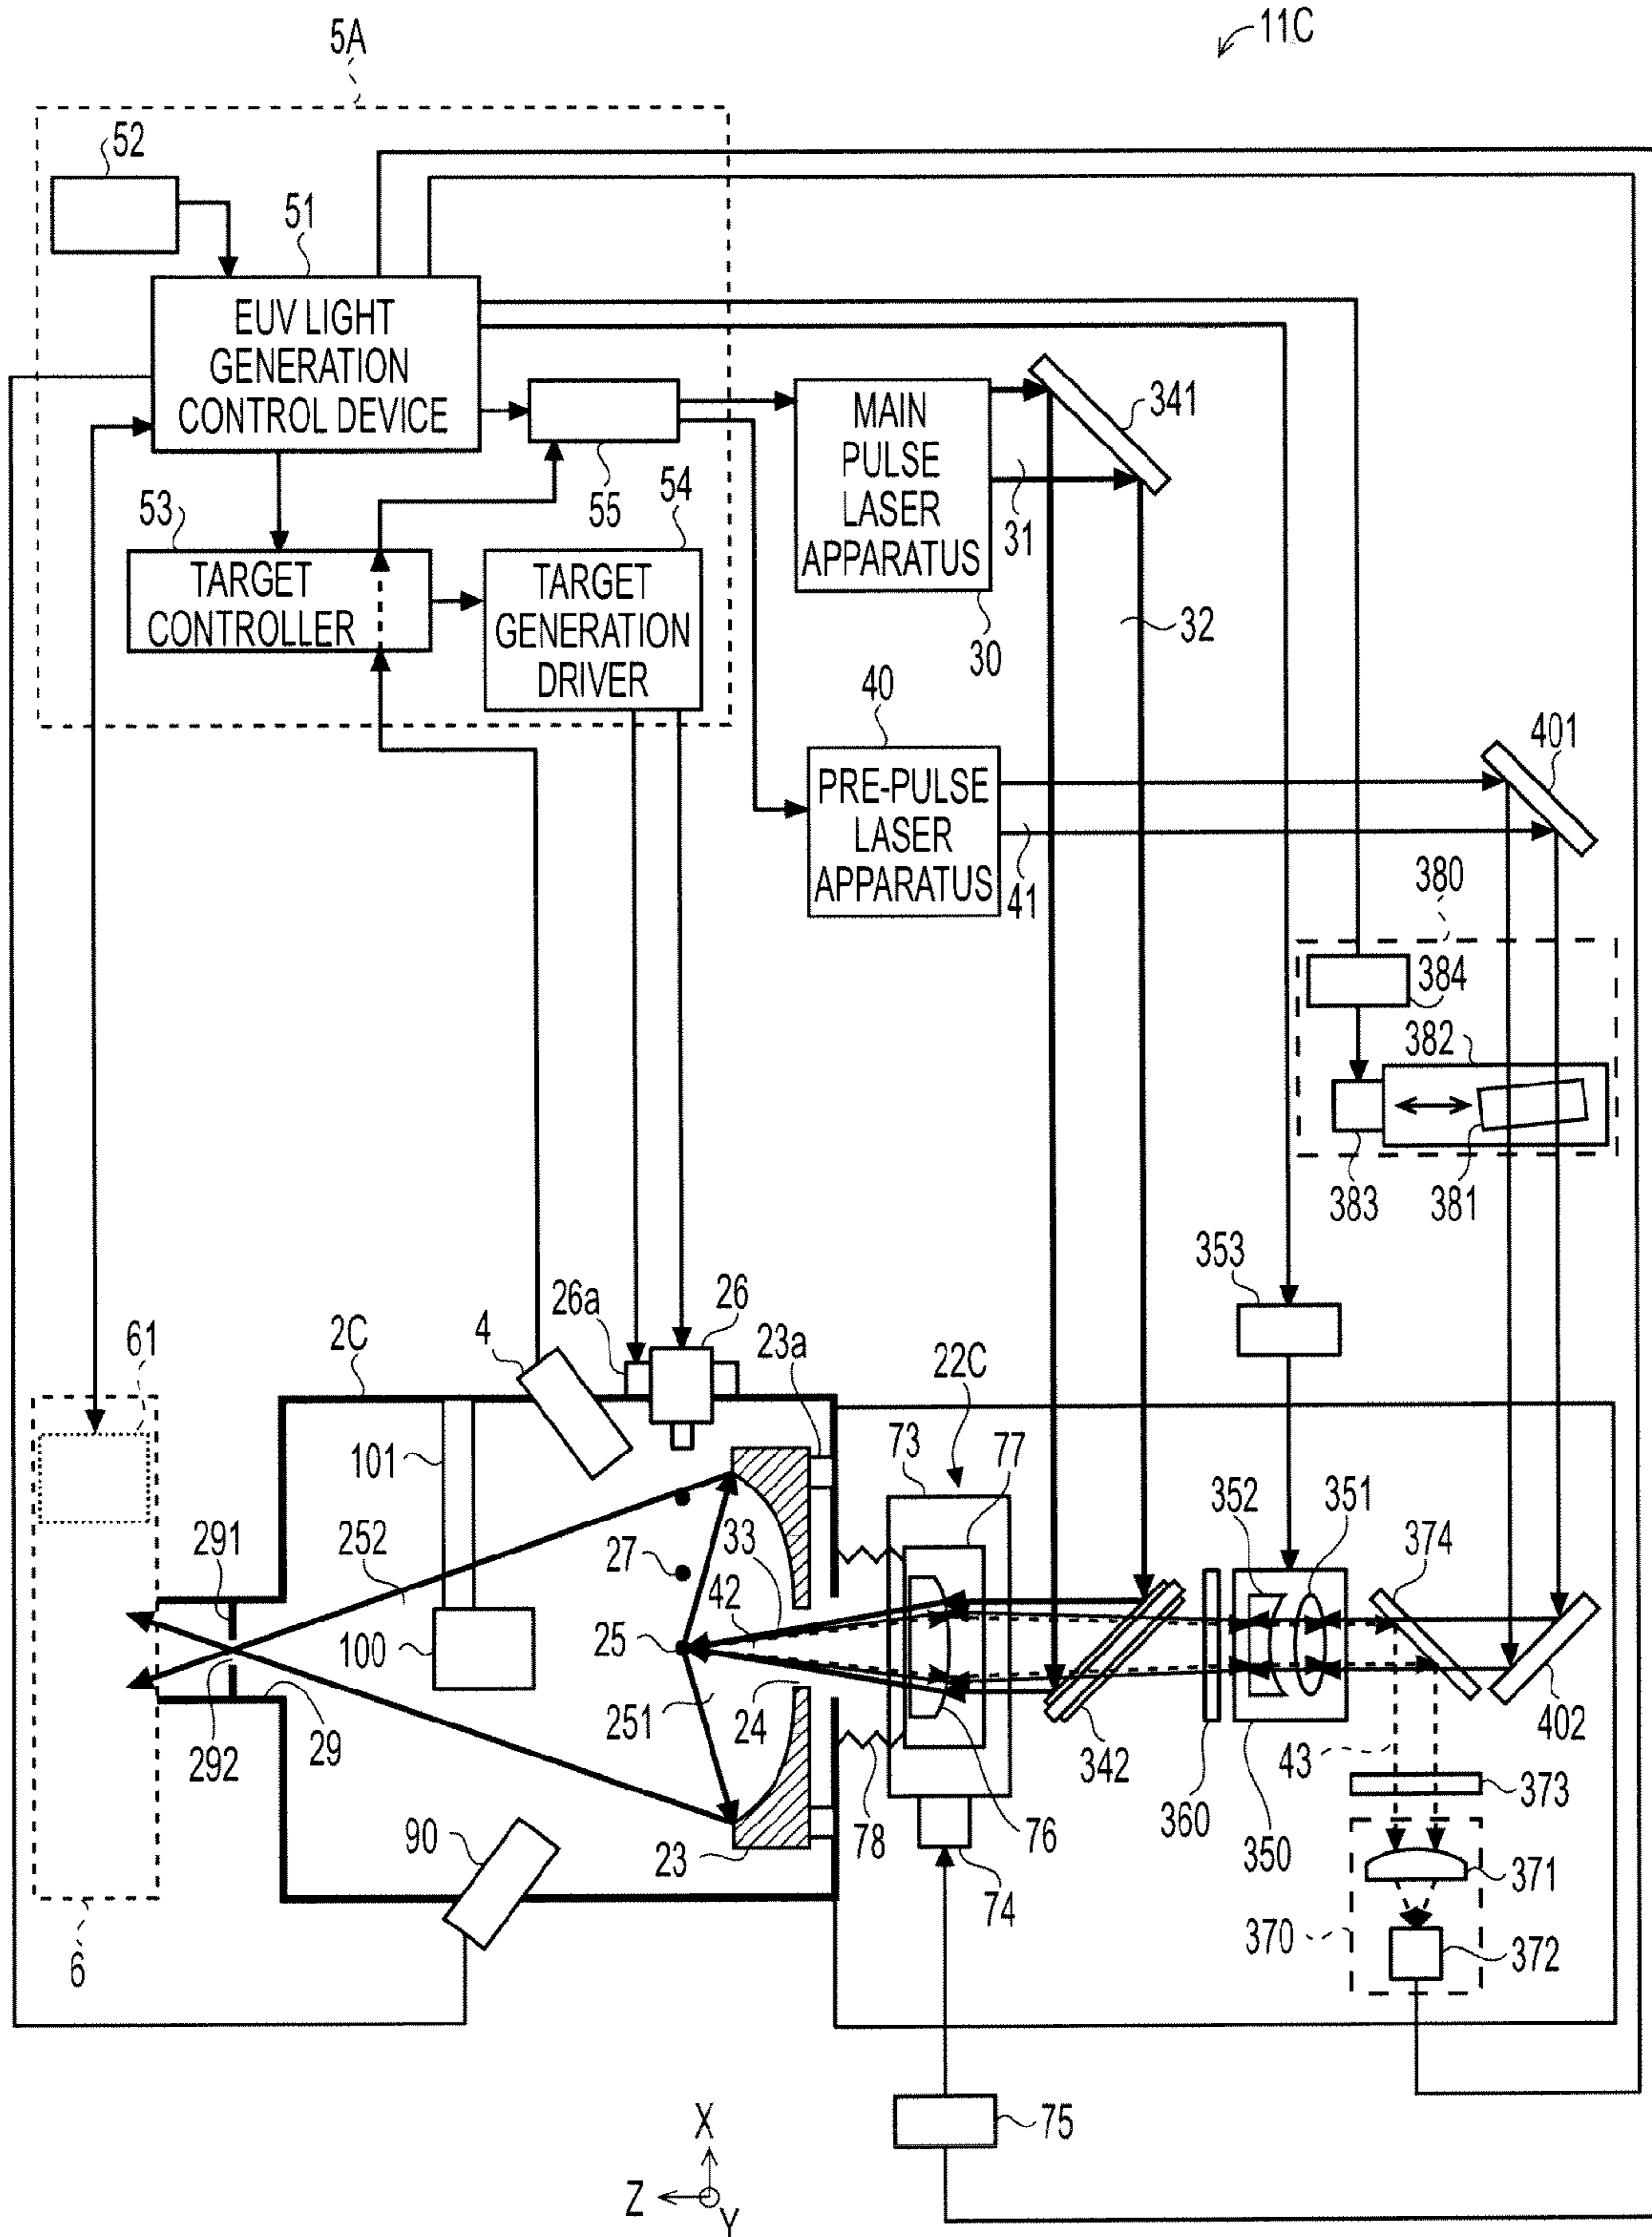 11C
5A
52
51
EUV LIGHT
GENERATION
CONTROL DEVICE
341
MAIN
PULSE
LASER
APPARATUS
55
31
54
53
TARGET
CONTROLLER
TARGET
GENERATION
DRIVER
32
30
40
401
PRE-PULSE
LASER
APPARATUS
41
380
384
382
383
381
353
26
26a
4
2C
61
23a
22C
73
77
101
352
351
374
291
252
27
33
42
25
100
251
24
292
29
342
43
402
373
360
350
78
76
90
23
371
74
370
372
6
75
X
Z
Y